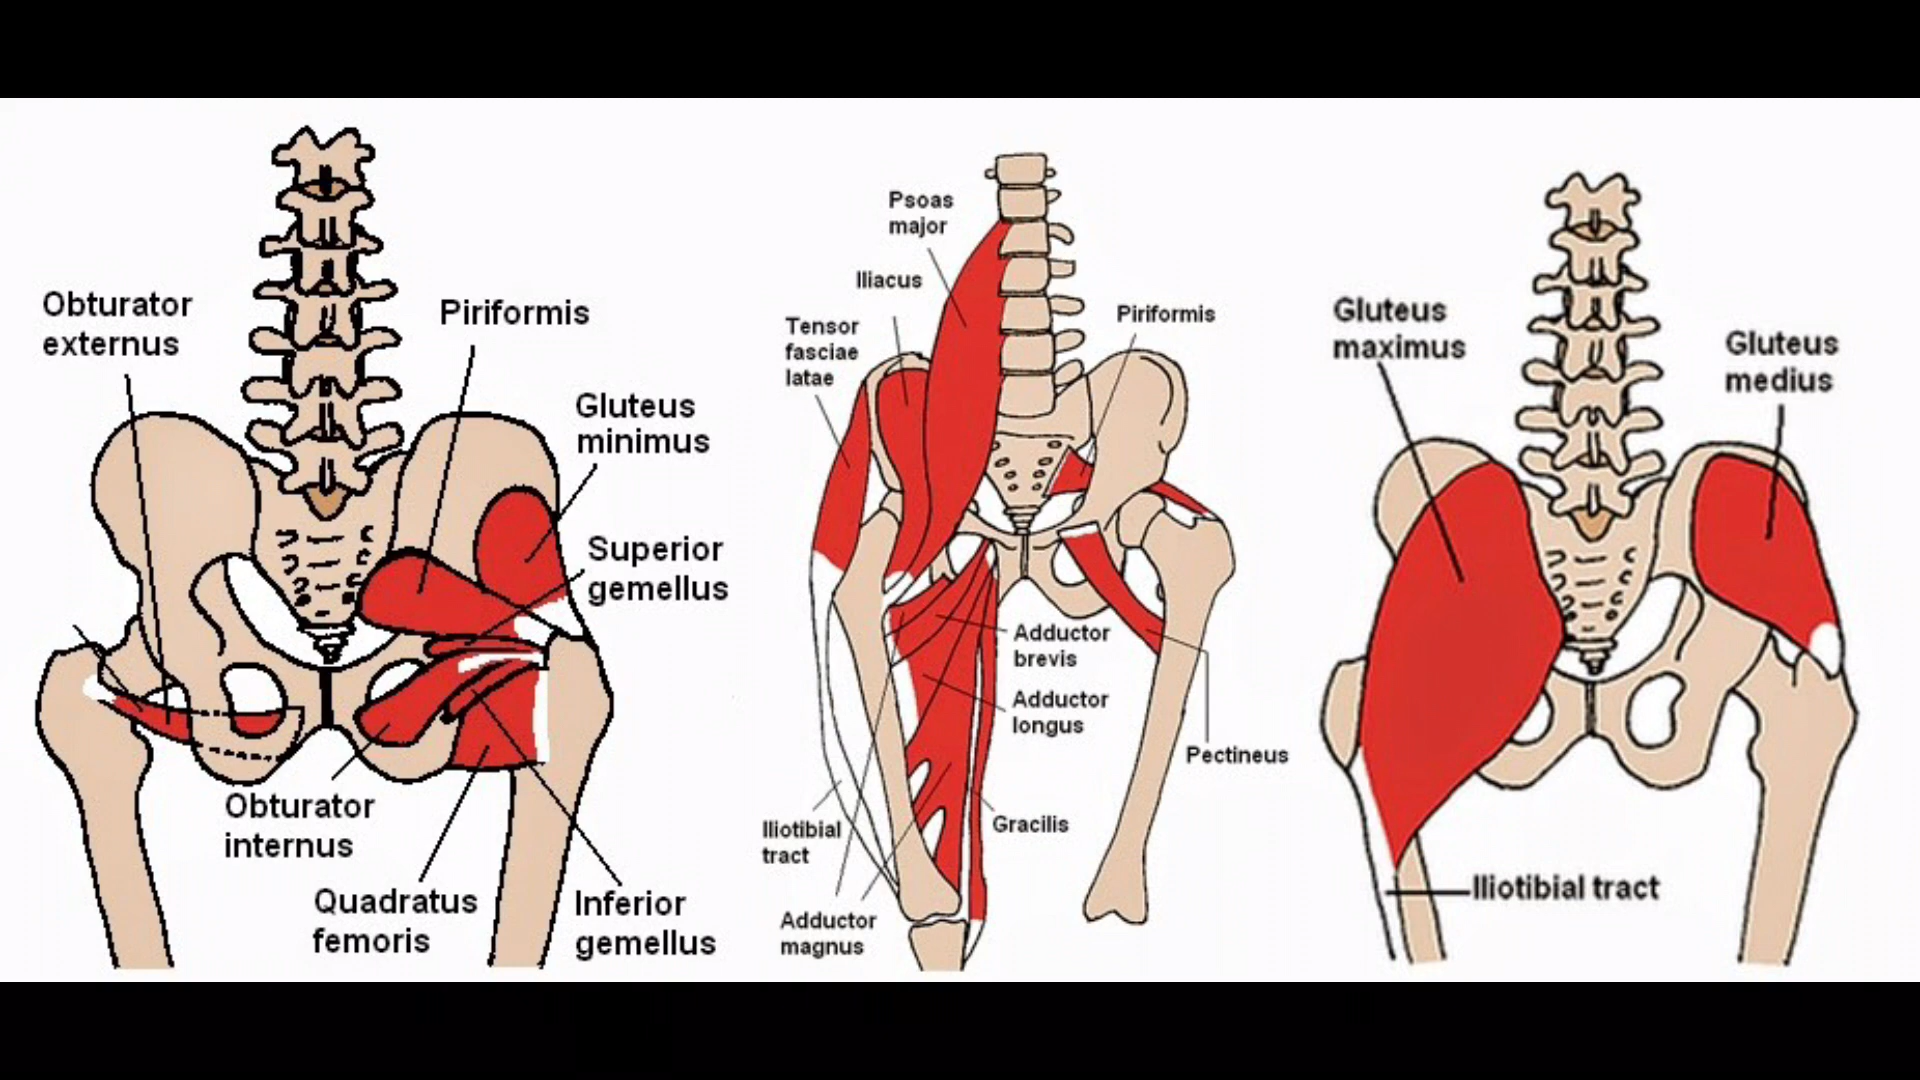 Obturator
externus
Piriformis
Gluteus
minimus
Superior
gemellus
Obturator
internus
Quadratus
femoris
Inferior
gemellus
Psoas
major
Iliacus
Tensor
fasciae
latae
Piriformis
Adductor
brevis
Adductor
longus
Pectineus
Gracilis
Iliotibial
tract
Adductor
magnus
Gluteus
maximus
Gluteus
medius
Iliotibial tract